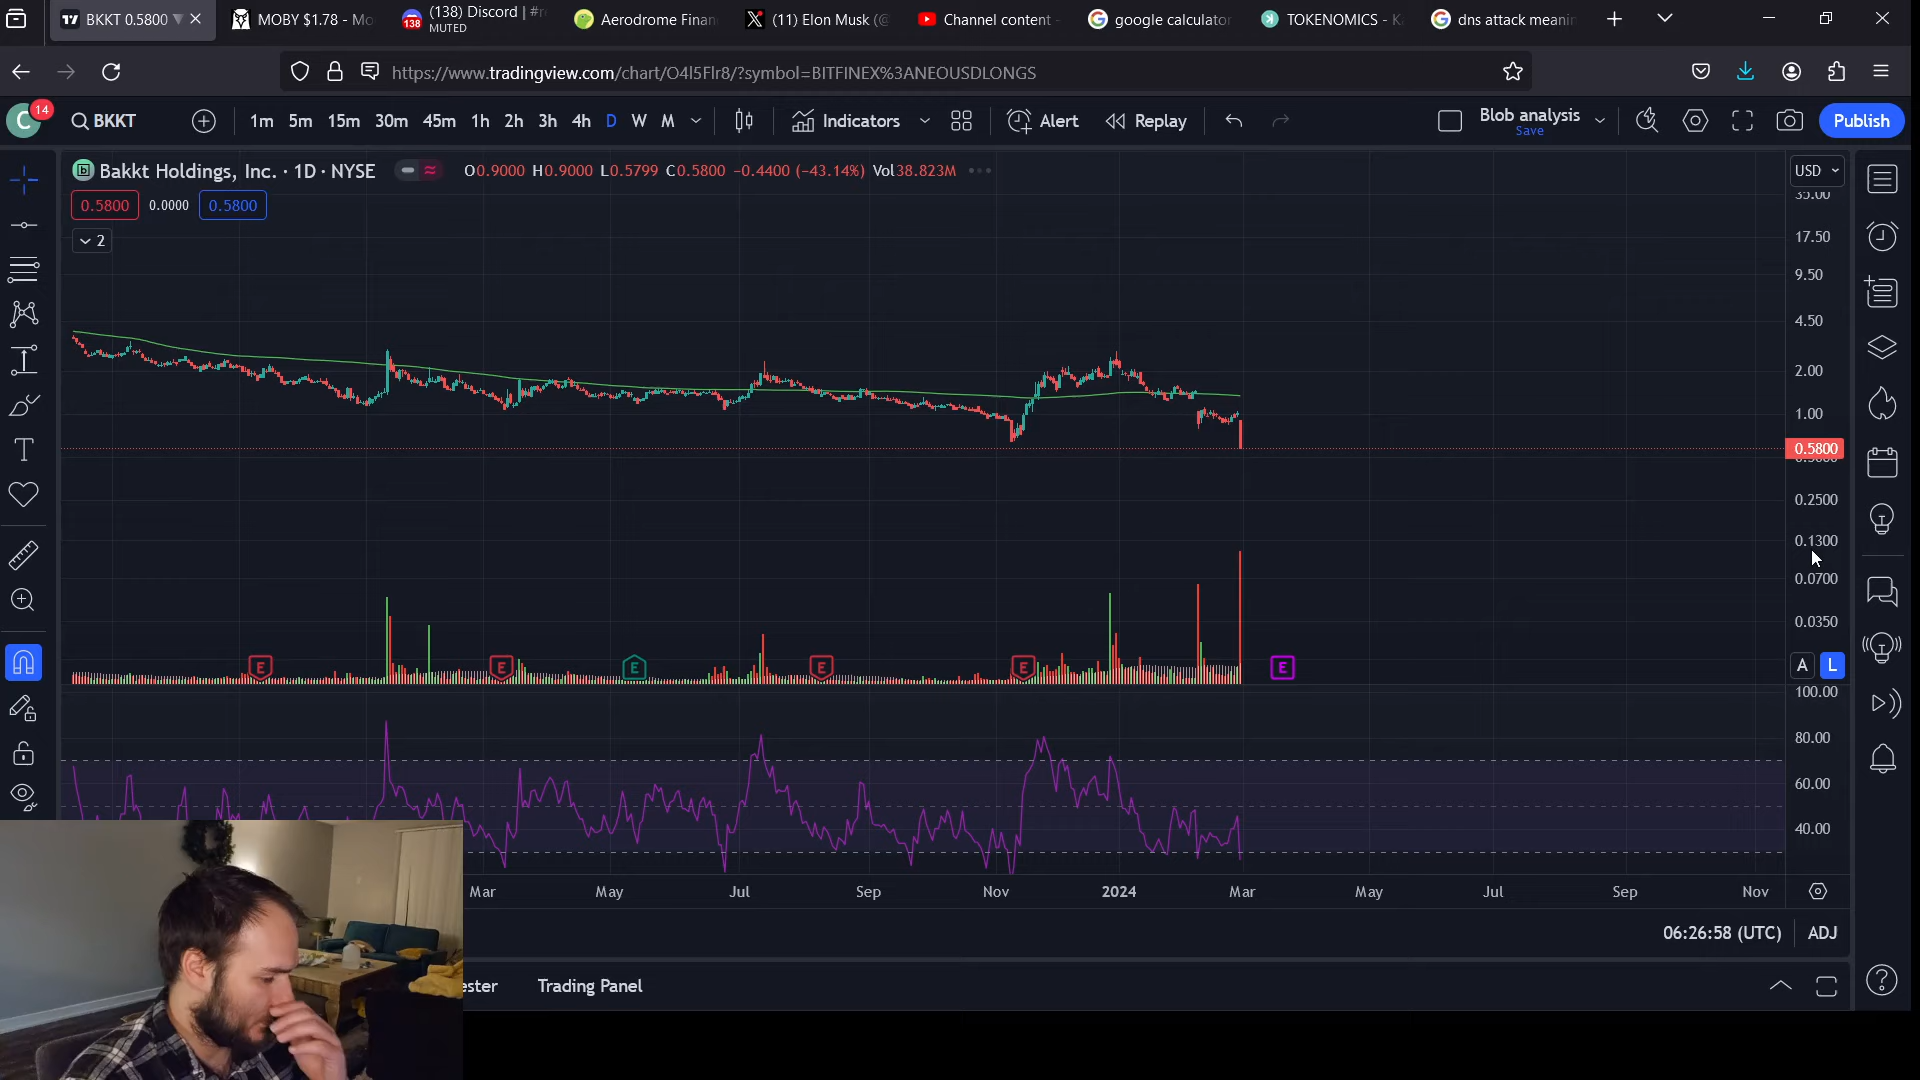 BKKT 0.5800
MOBY $1.78 - Mo
(138) Discord | #r
MUTED
138
Aerodrome Finan
(11) Elon Musk (@
Channel content -
google calculator
TOKENOMICS - K
dns attack meanin
https://www.tradingview.com/chart/O4l5Flr8/?symbol=BITFINEX%3ANEOUSDLONGS
C
14
BKKT
1m 5m 15m 30m 45m 1h 2h 3h 4h D W M
Indicators
Alert
Replay
Blob analysis
Save
Publish
Bakkt Holdings, Inc. · 1D · NYSE
O0.9000 H0.9000 L0.5799 C0.5800 −0.4400 (−43.14%) Vol38.823M
USD
0.5800 0.0000 0.5800
2
35.00
17.50
9.50
4.50
2.00
1.00
0.5800
0.2500
0.1300
0.0700
0.0350
E E E E E E
A L
100.00
80.00
60.00
40.00
Mar May Jul Sep Nov 2024 Mar May Jul Sep Nov
06:26:58 (UTC) ADJ
ester Trading Panel